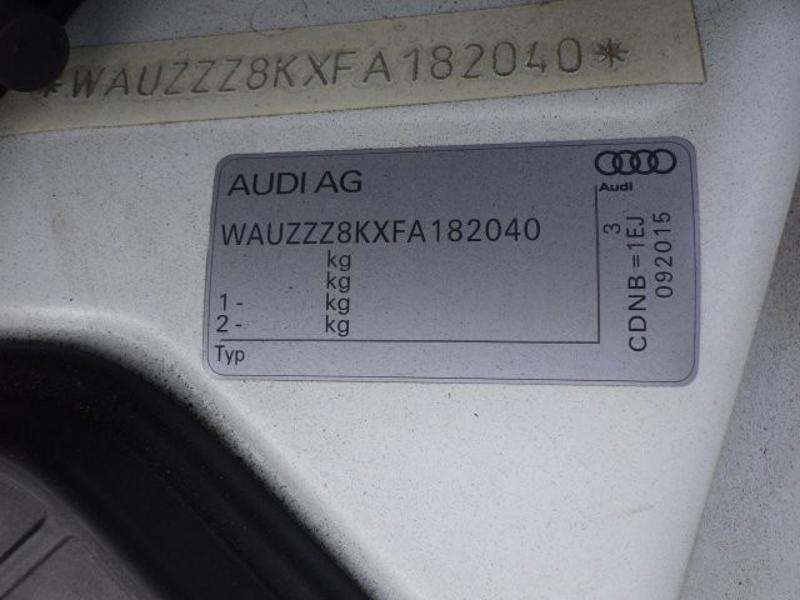 *WAUZZZ8KXFA182040*
AUDI AG
Audi
WAUZZZ8KXFA182040
kg
kg
1 - kg
2 - kg
Typ
3
CDNB = 1EJ
092015